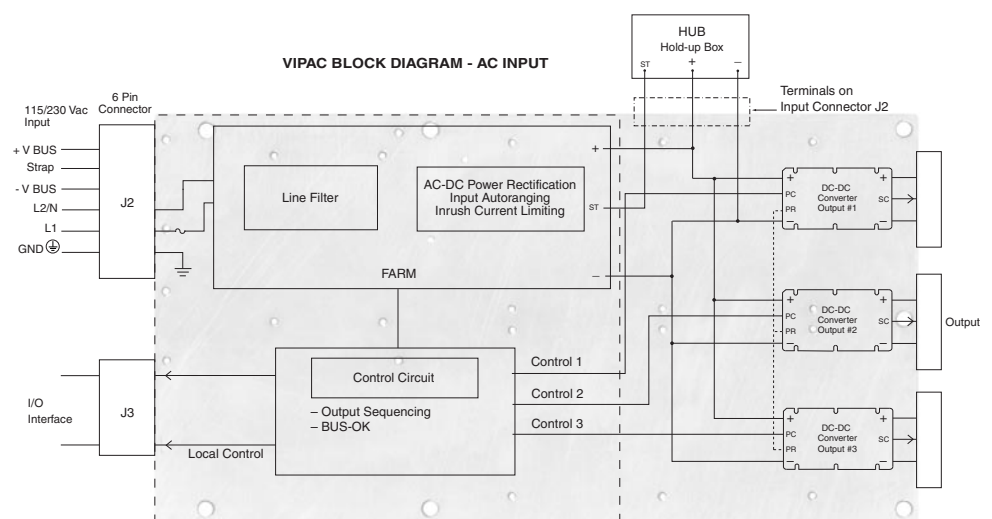 HUB
Hold-up Box
ST + –
VIPAC BLOCK DIAGRAM - AC INPUT
Terminals on
Input Connector J2
6 Pin
Connector
115/230 Vac
Input
+ V BUS
Strap
- V BUS
L2/N
L1
GND
J2
Line Filter
AC-DC Power Rectification
Input Autoranging
Inrush Current Limiting
FARM
+
ST
–
+ +
PC
PR
–
DC-DC
Converter
Output #1
SC
–
+ +
PC
PR
–
DC-DC
Converter
Output #2
SC
–
Output
+ +
PC
PR
–
DC-DC
Converter
Output #3
SC
–
Control Circuit
– Output Sequencing
– BUS-OK
Control 1
Control 2
Control 3
I/O
Interface
J3
Local Control